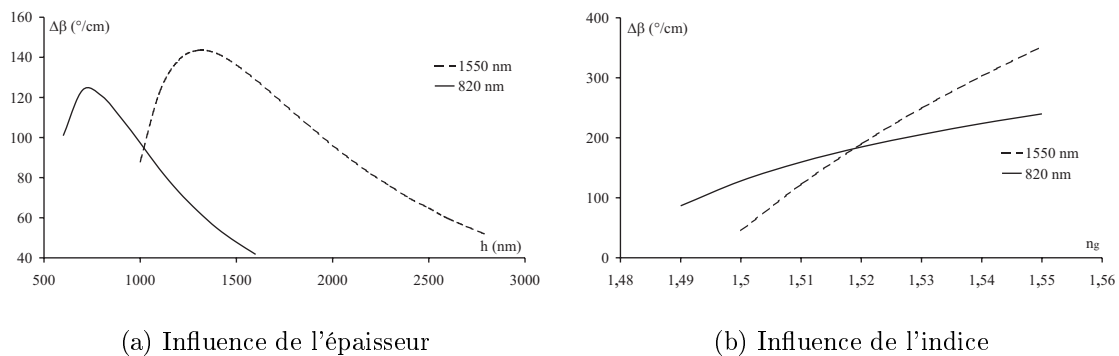 Δβ (°/cm)
160
140
120
100
80
60
40
500
1000
1500
2000
2500
3000
h (nm)
1550 nm
820 nm
(a) Influence de l'épaisseur
Δβ (°/cm)
400
300
200
100
0
1,48
1,49
1,5
1,51
1,52
1,53
1,54
1,55
1,56
ng
1550 nm
820 nm
(b) Influence de l'indice